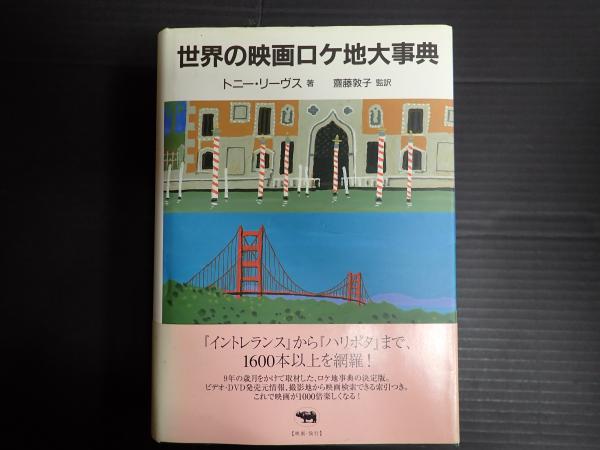 世界の映画ロケ地大事典
トニー・リーヴス 著 齋藤敦子 監訳
『イントレランス』から『ハリポタ』まで、
1600本以上を網羅!
9年の歳月をかけて取材した、ロケ地事典の決定版。
ビデオ・DVD発売元情報、撮影地から映画検索できる索引つき。
これで映画が1000倍楽しくなる!
【映画・旅行】